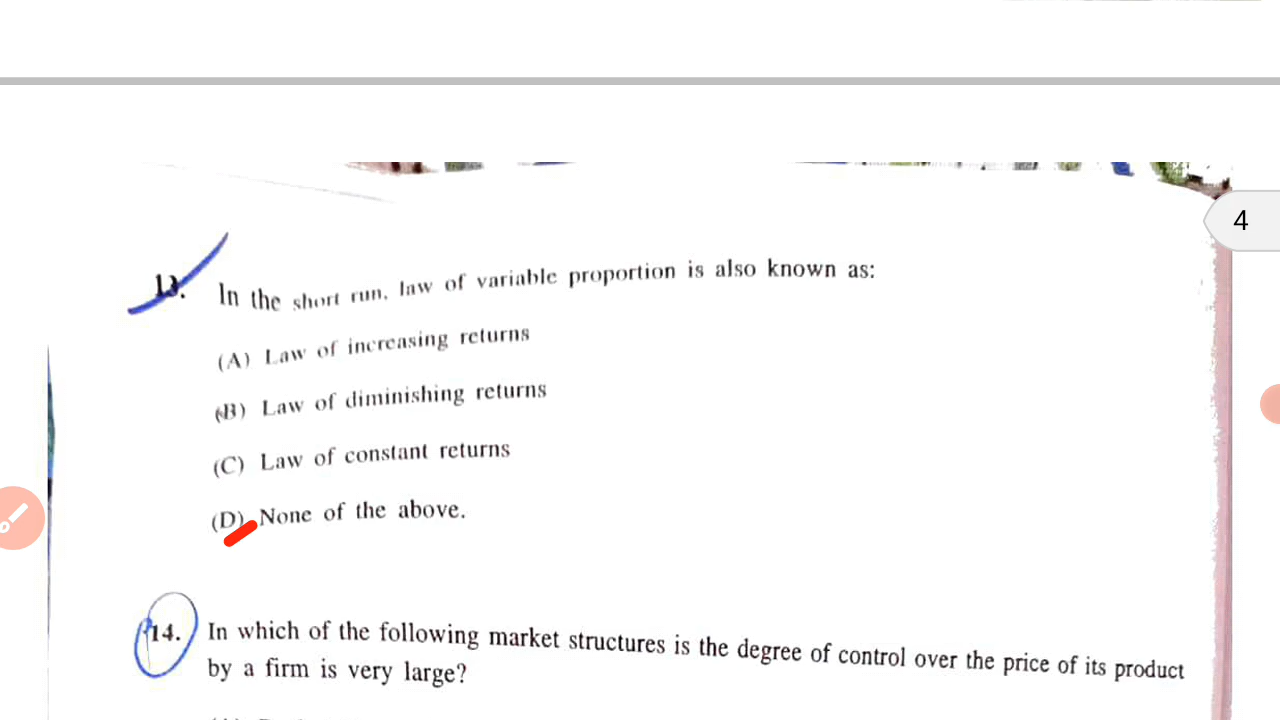 4
13. In the short run, law of variable proportion is also known as:
(A) Law of increasing returns
(B) Law of diminishing returns
(C) Law of constant returns
(D) None of the above.
14. In which of the following market structures is the degree of control over the price of its product
by a firm is very large?